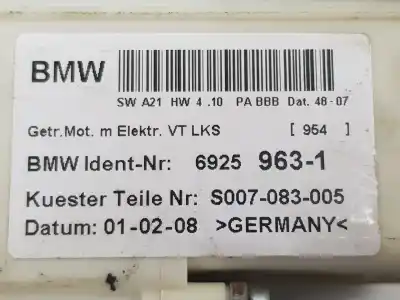 BMW
SW A21 HW 4 .10 PA BBB Dat. 48-07
Getr.Mot. m Elektr. VT LKS [ 954 ]
BMW Ident-Nr: 6925 963-1
Kuester Teile Nr: S007-083-005
Datum: 01-02-08 >GERMANY<